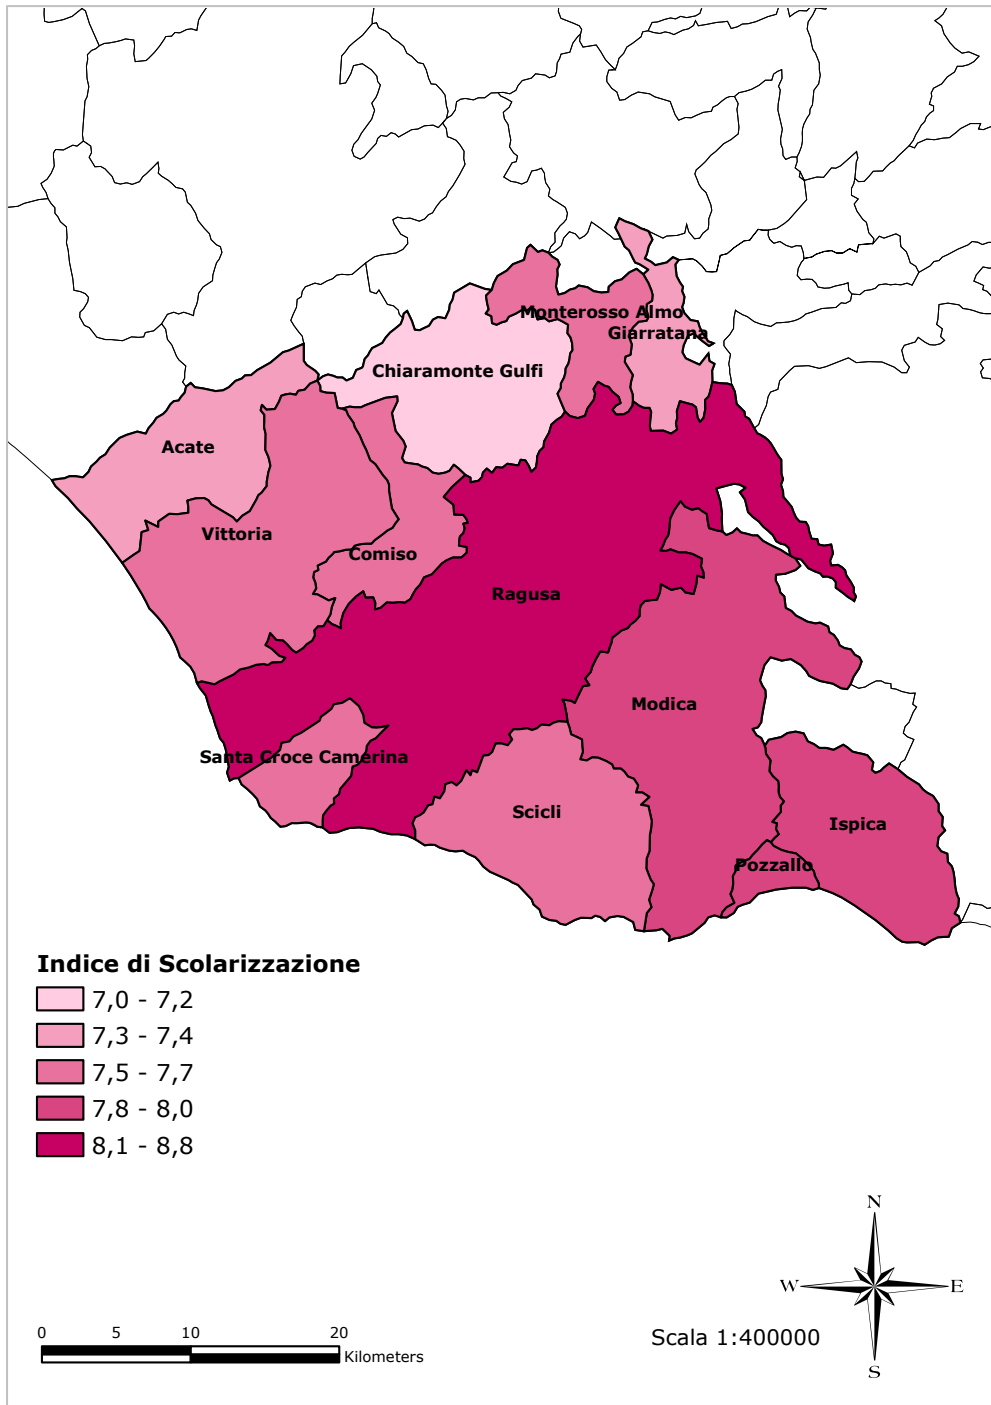 Monterosso Almo
Giarratana
Chiaramonte Gulfi
Acate
Vittoria
Comiso
Ragusa
Modica
Santa Croce Camerina
Scicli
Ispica
Pozzallo
Indice di Scolarizzazione
7,0 - 7,2
7,3 - 7,4
7,5 - 7,7
7,8 - 8,0
8,1 - 8,8
N
W E
S
0 5 10 20
Kilometers
Scala 1:400000